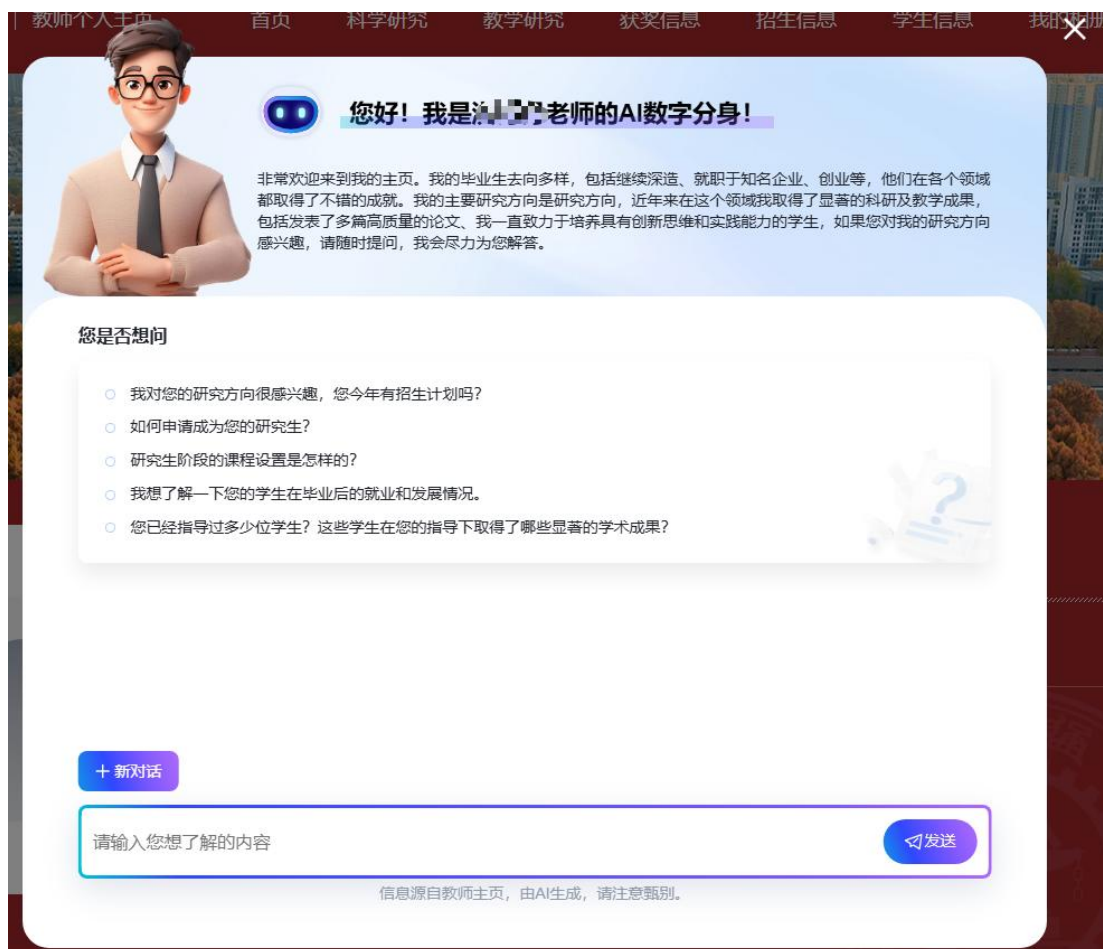 教师个人主页 首页 科学研究 教学研究 获奖信息 招生信息 学生信息 我的相册
您好！我是老师的AI数字分身！
非常欢迎来到我的主页。我的毕业生去向多样，包括继续深造、就职于知名企业、创业等，他们在各个领域
都取得了不错的成就。我的主要研究方向是研究方向，近年来在这个领域我取得了显著的科研及教学成果，
包括发表了多篇高质量的论文、我一直致力于培养具有创新思维和实践能力的学生，如果您对我的研究方向
感兴趣，请随时提问，我会尽力为您解答。
您是否想问
我对您的研究方向很感兴趣，您今年有招生计划吗？
如何申请成为您的研究生？
研究生阶段的课程设置是怎样的？
我想了解一下您的学生在毕业后的就业和发展情况。
您已经指导过多少位学生？这些学生在您的指导下取得了哪些显著的学术成果？
+ 新对话
请输入您想了解的内容
发送
信息源自教师主页，由AI生成，请注意甄别。